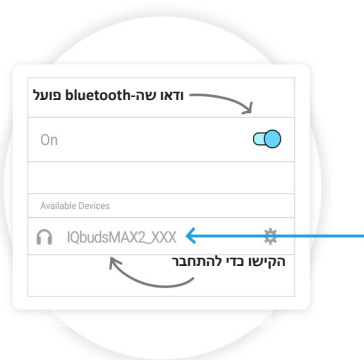 ודאו שה-bluetooth פועל
On
Available Devices
IQbudsMAX2_XXX
הקישו כדי להתחבר